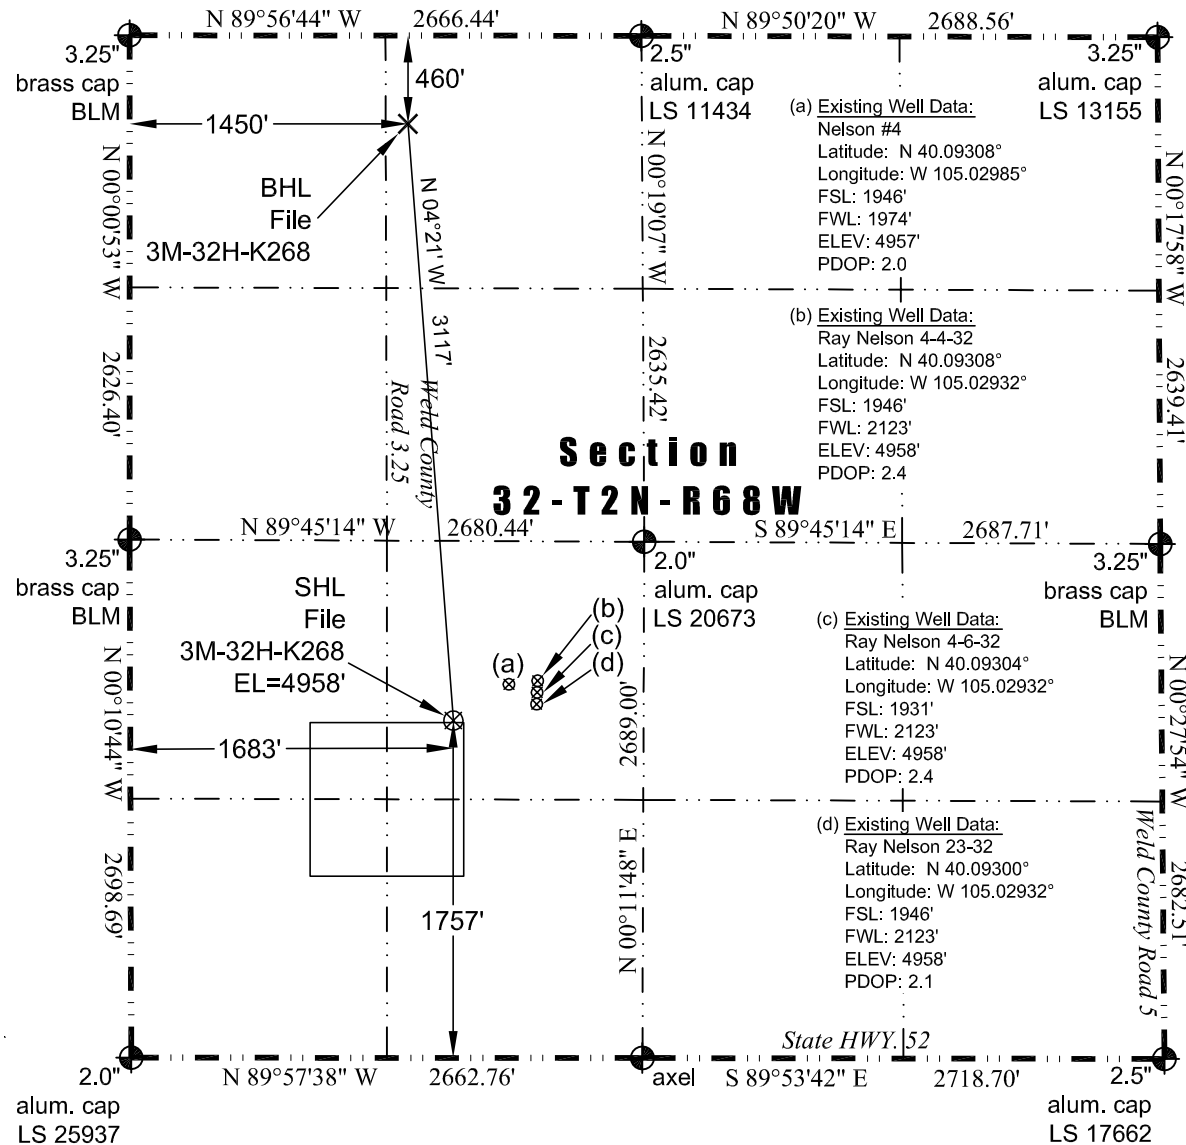 N 89°56'44" W 2666.44' N 89°50'20" W 2688.56'
3.25"
brass cap
BLM
460'
1450'
2.5"
alum. cap
LS 11434
3.25"
alum. cap
LS 13155
(a) Existing Well Data:
Nelson #4
Latitude: N 40.09308°
Longitude: W 105.02985°
FSL: 1946'
FWL: 1974'
ELEV: 4957'
PDOP: 2.0
BHL
File
3M-32H-K268
N 00°00'53" W
2626.40'
N 04°21' W
3117'
Weld County
Road 3.25
N 00°19'07" W
2635.42'
N 00°17'58" W
2639.41'
(b) Existing Well Data:
Ray Nelson 4-4-32
Latitude: N 40.09308°
Longitude: W 105.02932°
FSL: 1946'
FWL: 2123'
ELEV: 4958'
PDOP: 2.4
Section
32-T2N-R68W
N 89°45'14" W 2680.44' S 89°45'14" E 2687.71'
3.25"
brass cap
BLM
SHL
File
3M-32H-K268
EL=4958'
2.0"
alum. cap
LS 20673
3.25"
brass cap
BLM
(a)
(b)
(c)
(d)
(c) Existing Well Data:
Ray Nelson 4-6-32
Latitude: N 40.09304°
Longitude: W 105.02932°
FSL: 1931'
FWL: 2123'
ELEV: 4958'
PDOP: 2.4
N 00°10'44" W
2698.69'
1683'
1757'
2689.00'
N 00°11'48" E
N 00°27'54" W
2682.51'
Weld County Road 5
(d) Existing Well Data:
Ray Nelson 23-32
Latitude: N 40.09300°
Longitude: W 105.02932°
FSL: 1946'
FWL: 2123'
ELEV: 4958'
PDOP: 2.1
State HWY. 52
2.0"
alum. cap
LS 25937
N 89°57'38" W 2662.76' axel S 89°53'42" E 2718.70'
2.5"
alum. cap
LS 17662